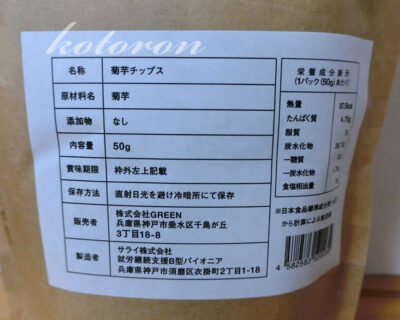 kotoron
名称 菊芋チップス
原材料名 菊芋
添加物 なし
内容量 50g
賞味期限 枠外左上記載
保存方法 直射日光を避け冷暗所にて保存
販売者 株式会社GREEN
兵庫県神戸市垂水区千鳥が丘
3丁目18-8
製造者 サライ株式会社
就労継続支援B型パイオニア
兵庫県神戸市須磨区衣掛町2丁目1-18
栄養成分表示
(1パック(50g)あたり)
熱量
たんぱく質
脂質
炭水化物
ー糖質
ー炭水化物
食塩相当量
※日本食品標準成分表
から計算による推定値